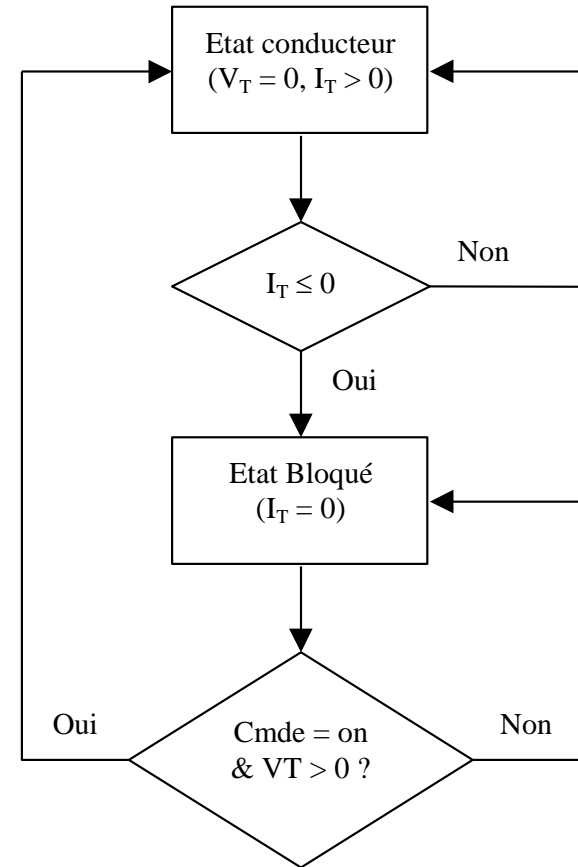 Etat conducteur
(V_T = 0, I_T > 0)
Non
I_T ≤ 0
Oui
Etat Bloqué
(I_T = 0)
Oui
Cmde = on
& VT > 0 ?
Non